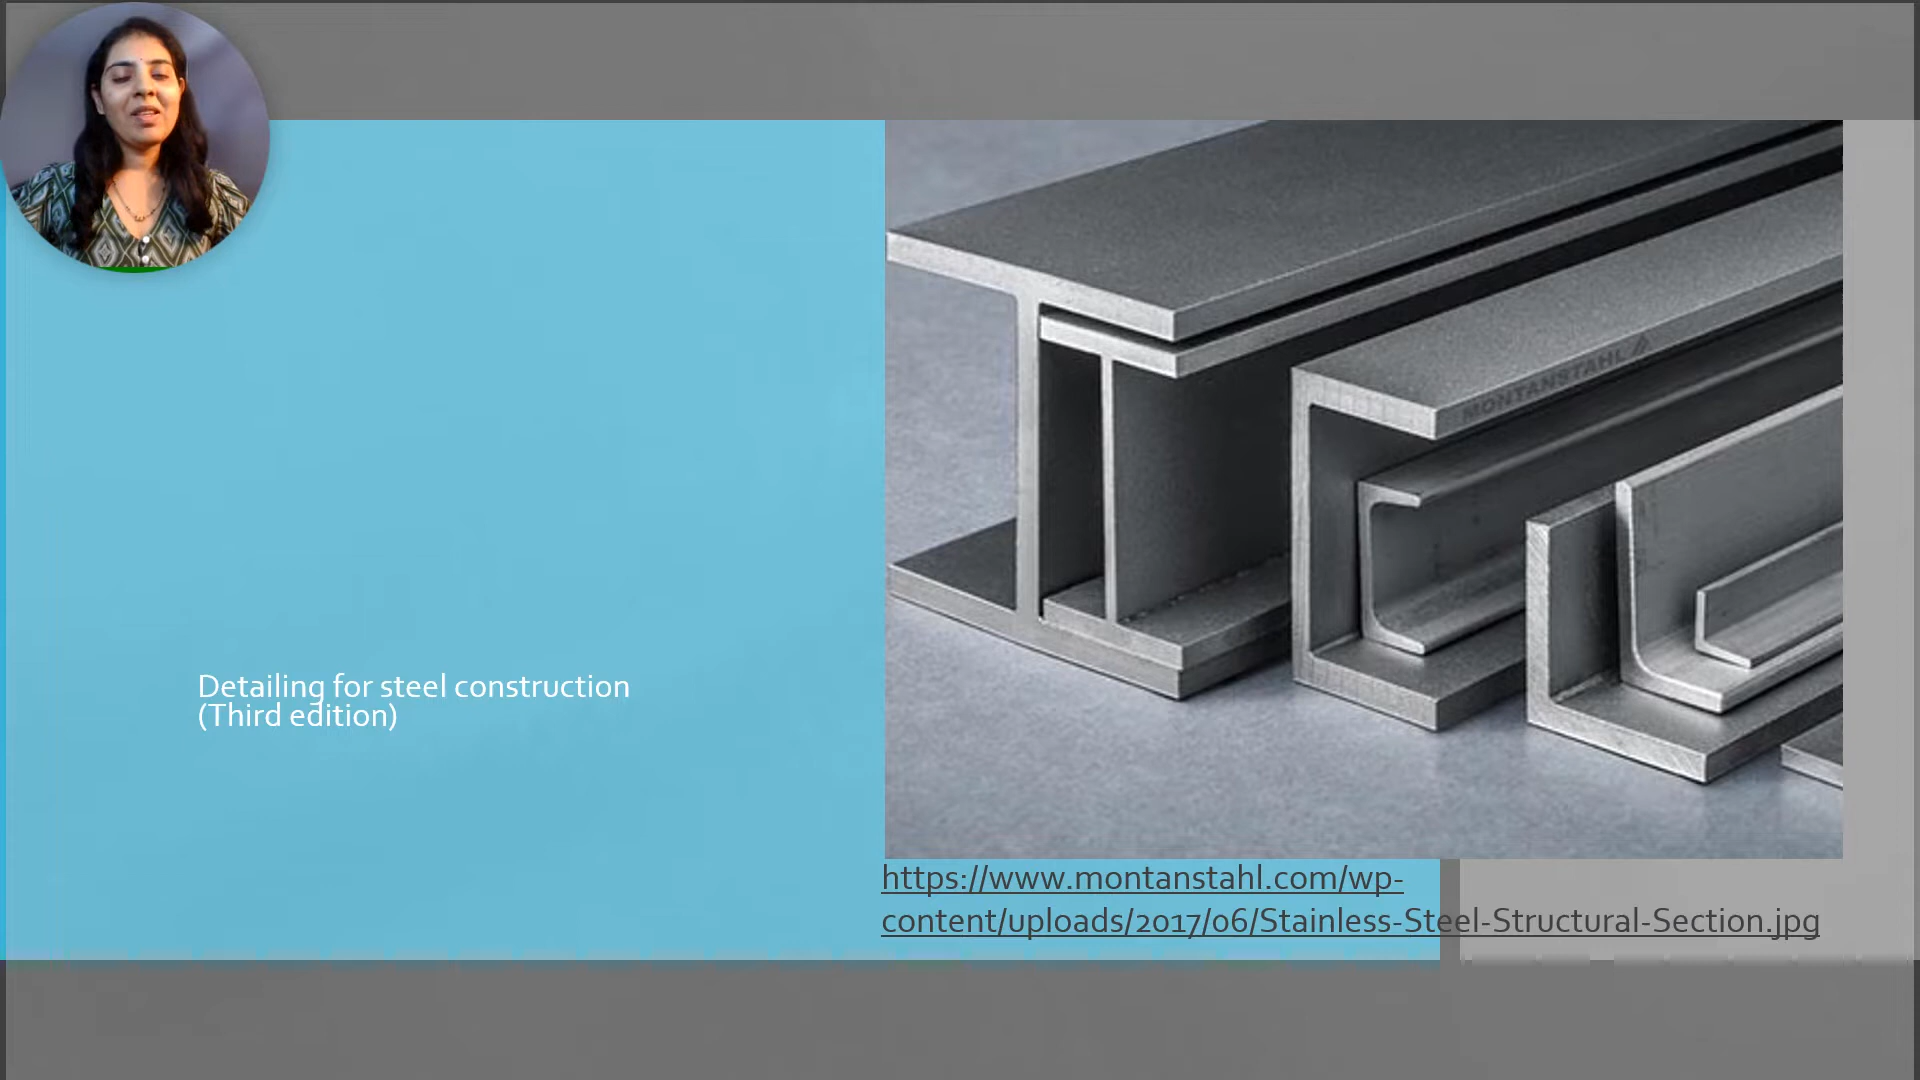 MONTANSTAHL
Detailing for steel construction
(Third edition)
https://www.montanstahl.com/wp-
content/uploads/2017/06/Stainless-Steel-Structural-Section.jpg